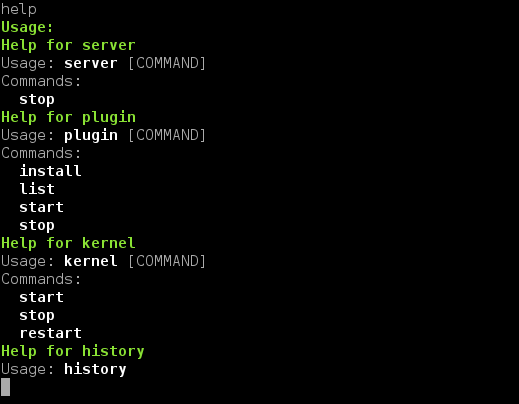 help
Usage:
Help for server
Usage: server [COMMAND]
Commands:
  stop
Help for plugin
Usage: plugin [COMMAND]
Commands:
  install
  list
  start
  stop
Help for kernel
Usage: kernel [COMMAND]
Commands:
  start
  stop
  restart
Help for history
Usage: history